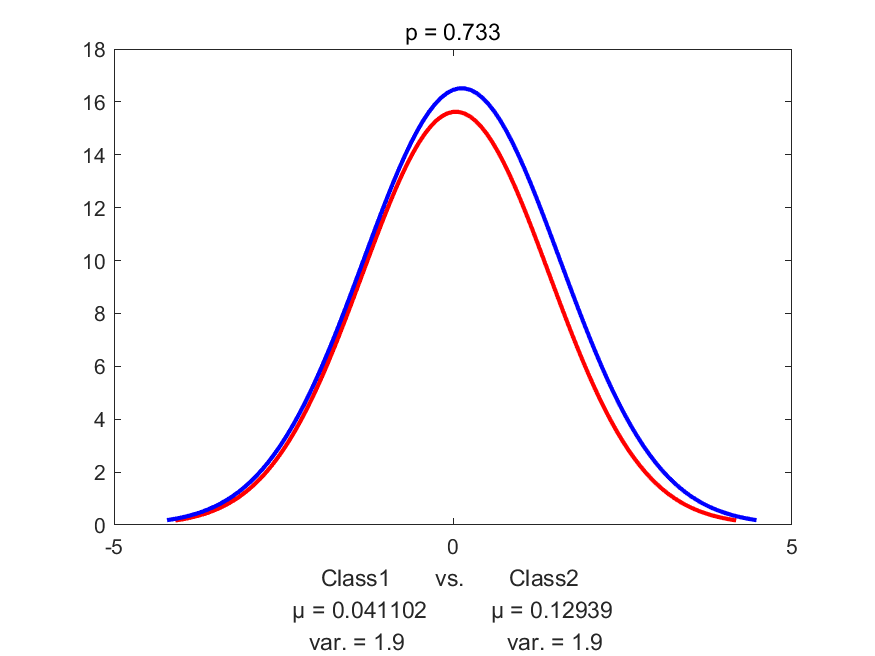 p = 0.733
18
16
14
12
10
8
6
4
2
0
-5 0 5
Class1 vs. Class2
μ = 0.041102 μ = 0.12939
var. = 1.9 var. = 1.9